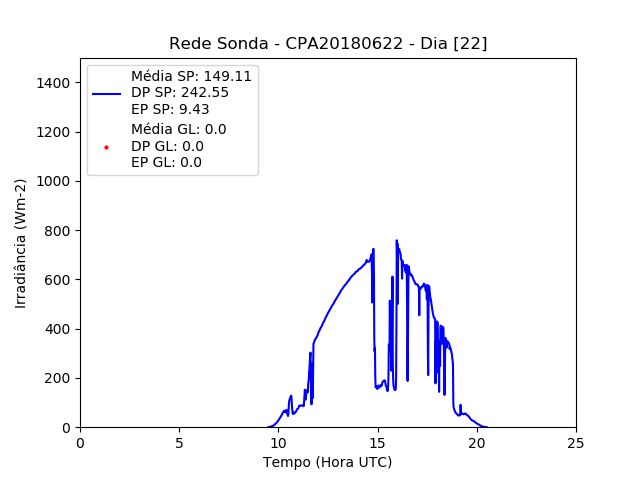 Rede Sonda - CPA20180622 - Dia [22]
Média SP: 149.11
DP SP: 242.55
EP SP: 9.43
Média GL: 0.0
DP GL: 0.0
EP GL: 0.0
1400
1200
1000
800
600
400
200
0
Irradiância (Wm-2)
0 5 10 15 20 25
Tempo (Hora UTC)